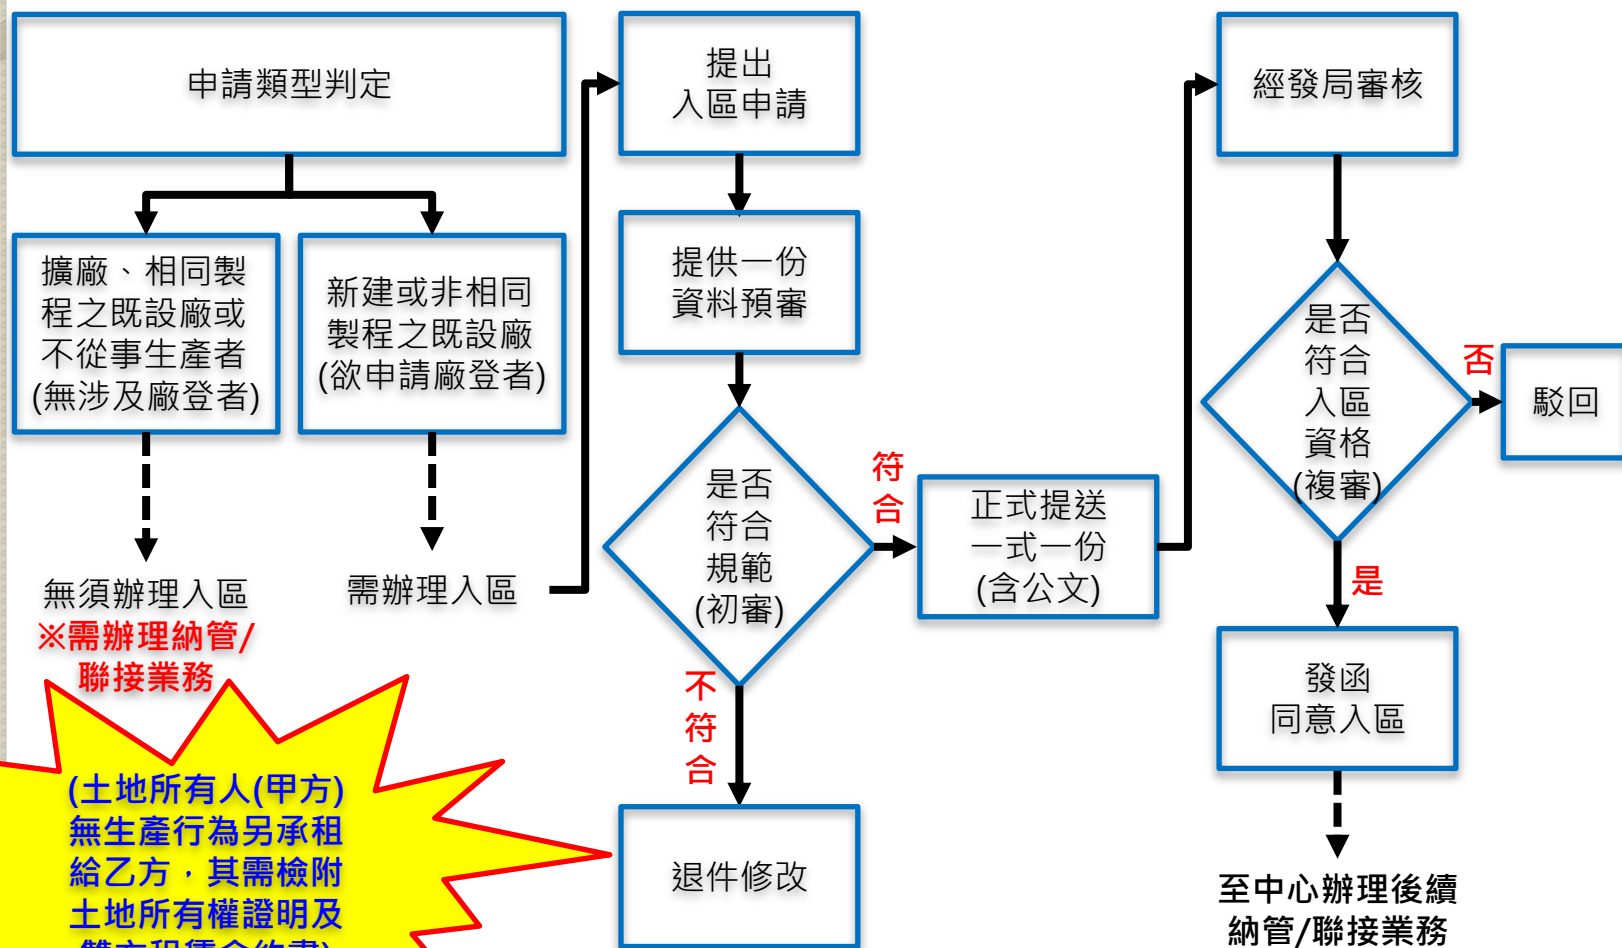 申請類型判定
擴廠、相同製
程之既設廠或
不從事生產者
(無涉及廠登者)
新建或非相同
製程之既設廠
(欲申請廠登者)
無須辦理入區
※需辦理納管/
聯接業務
需辦理入區
(土地所有人(甲方)
無生產行為另承租
給乙方，其需檢附
土地所有權證明及
雙方租賃合約書)
提出
入區申請
提供一份
資料預審
是否
符合
規範
(初審)
符
合
不
符
合
退件修改
正式提送
一式一份
(含公文)
經發局審核
是否
符合
入區
資格
(複審)
否
駁回
是
發函
同意入區
至中心辦理後續
納管/聯接業務